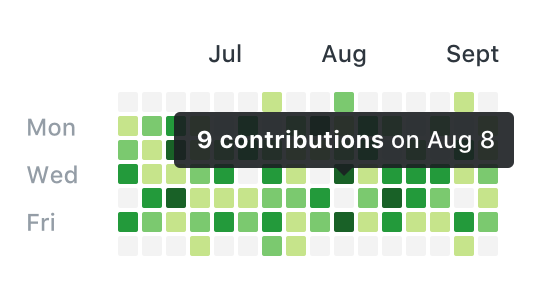 Jul Aug Sept
Mon
9 contributions on Aug 8
Wed
Fri